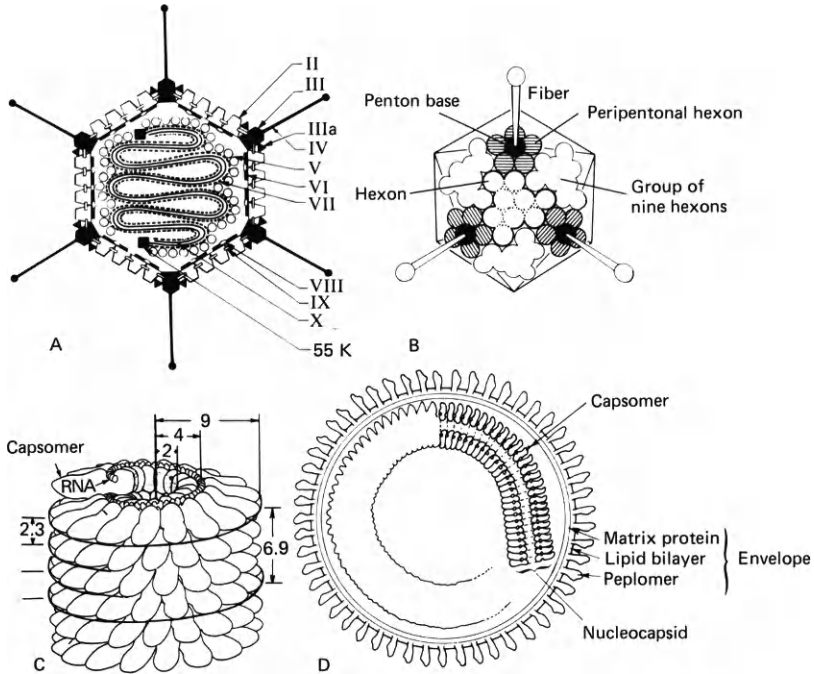 II
III
IIIa
IV
V
VI
VII
VIII
IX
X
55 K
A
Penton base
Fiber
Peripentonal hexon
Hexon
Group of
nine hexons
B
Capsomer
RNA
9
4
2
2.3
6.9
C
Capsomer
Matrix protein
Lipid bilayer
Peplomer
Envelope
Nucleocapsid
D